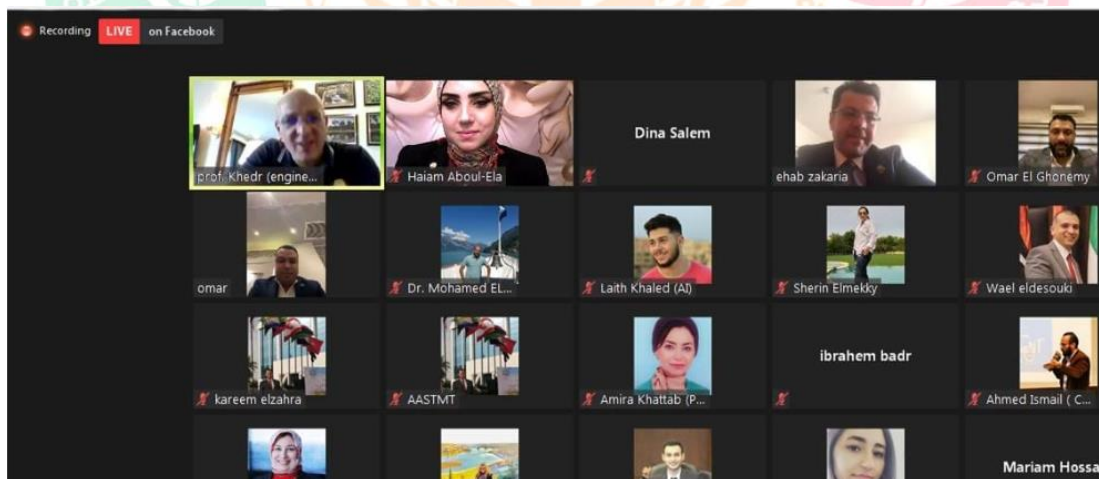 Recording LIVE on Facebook
prof. Khedr (engine...
Haiam Aboul-Ela
Dina Salem
ehab zakaria
Omar El Ghonemy
omar
Dr. Mohamed EL...
Laith Khaled (AI)
Sherin Elmekky
Wael eldesouki
kareem elzahra
AASTMT
Amira Khattab (P...
ibrahem badr
Ahmed Ismail ( C...
Mariam Hossa